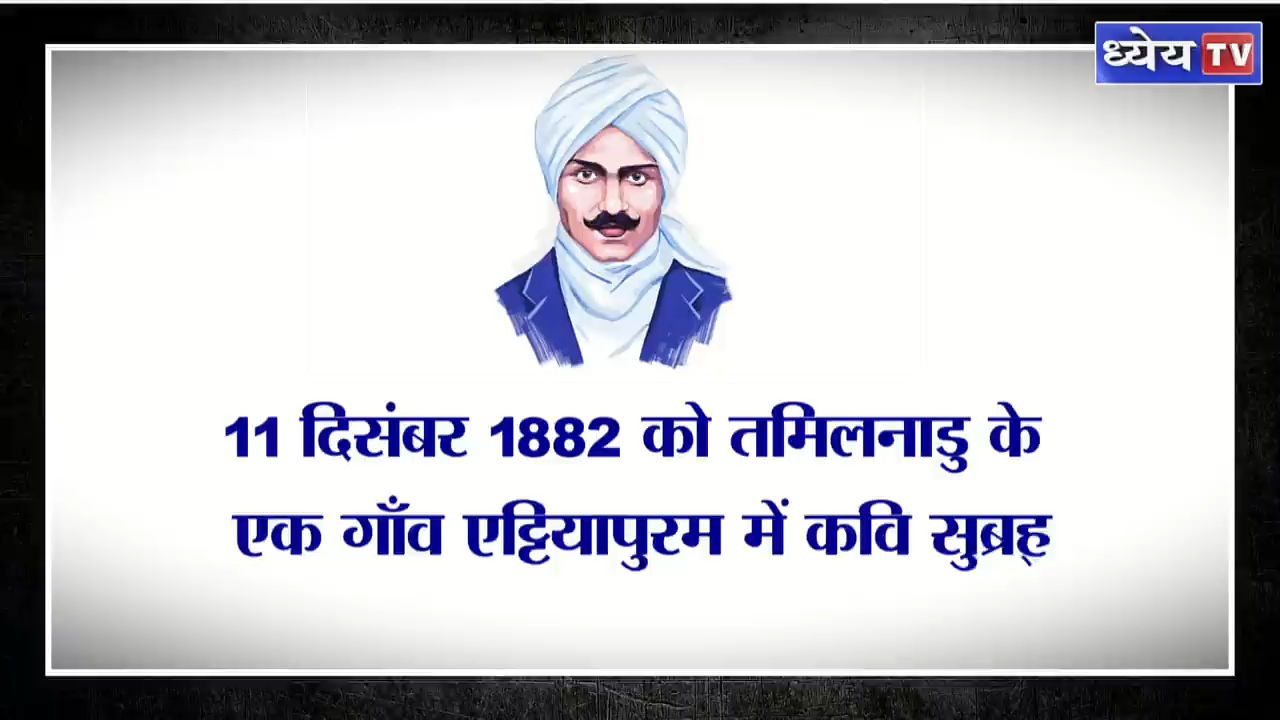 ध्येय TV
11 दिसंबर 1882 को तमिलनाडु के
एक गाँव एट्टियापुरम में कवि सुब्रह्